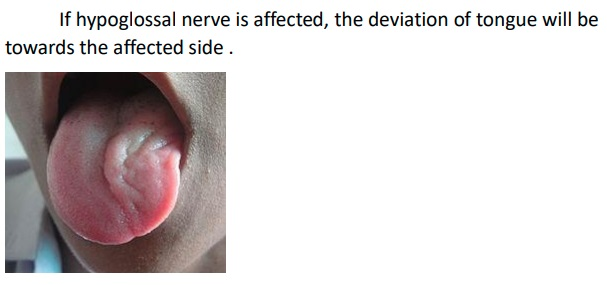 If hypoglossal nerve is affected, the deviation of tongue will be
towards the affected side .